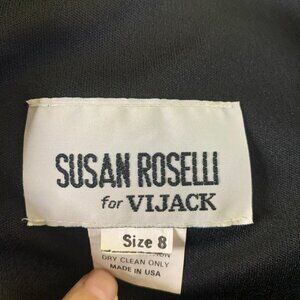 SUSAN ROSELLI
for VIJACK
Size 8
DRY CLEAN ONLY
MADE IN USA